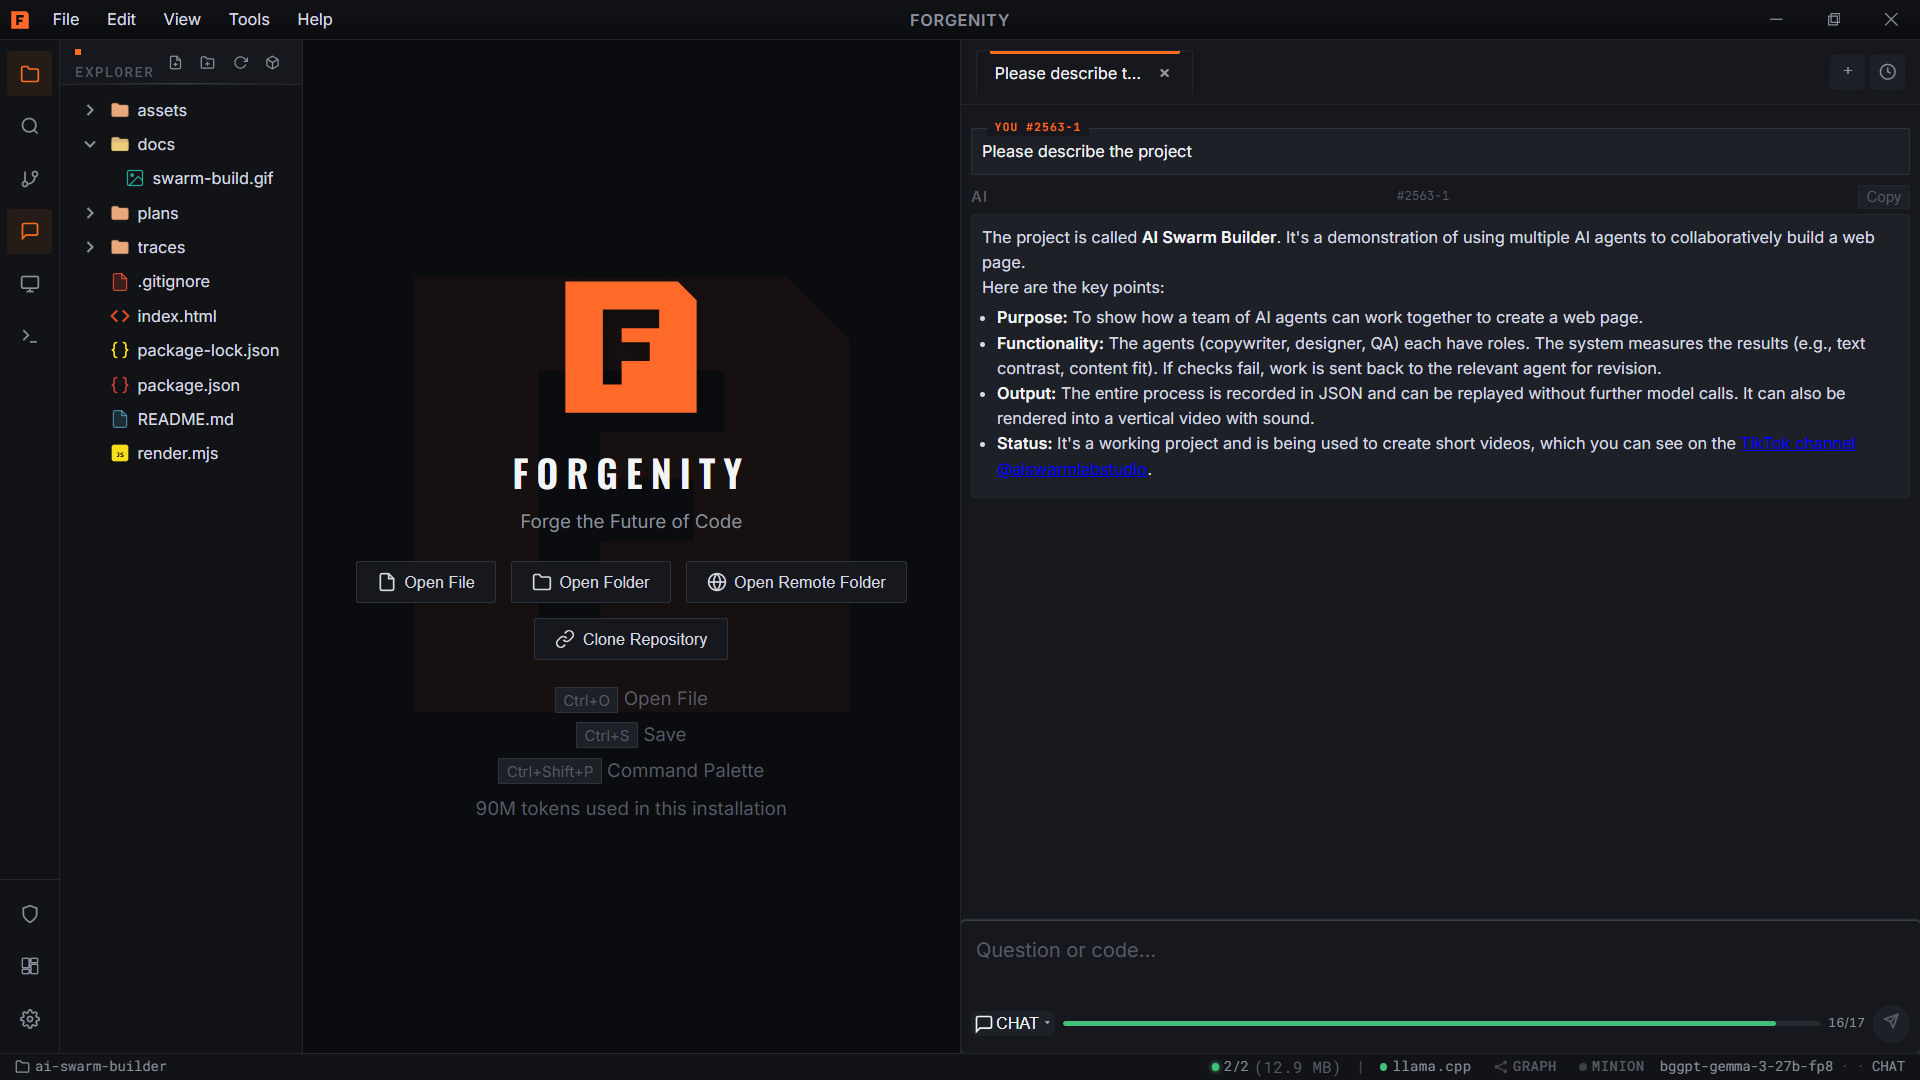 File Edit View Tools Help
FORGENITY
EXPLORER
assets
docs
swarm-build.gif
plans
traces
.gitignore
index.html
package-lock.json
package.json
README.md
render.mjs
FORGENITY
Forge the Future of Code
Open File
Open Folder
Open Remote Folder
Clone Repository
Ctrl+O Open File
Ctrl+S Save
Ctrl+Shift+P Command Palette
90M tokens used in this installation
Please describe t...
YOU #2563-1
Please describe the project
AI #2563-1 Copy
The project is called AI Swarm Builder. It's a demonstration of using multiple AI agents to collaboratively build a web
page.
Here are the key points:
• Purpose: To show how a team of AI agents can work together to create a web page.
• Functionality: The agents (copywriter, designer, QA) each have roles. The system measures the results (e.g., text
contrast, content fit). If checks fail, work is sent back to the relevant agent for revision.
• Output: The entire process is recorded in JSON and can be replayed without further model calls. It can also be
rendered into a vertical video with sound.
• Status: It's a working project and is being used to create short videos, which you can see on the TikTok channel
@aiswarmlabstudio.
Question or code...
CHAT 16/17
ai-swarm-builder 2/2 (12.9 MB) | llama.cpp GRAPH MINION bggpt-gemma-3-27b-fp8 · · CHAT